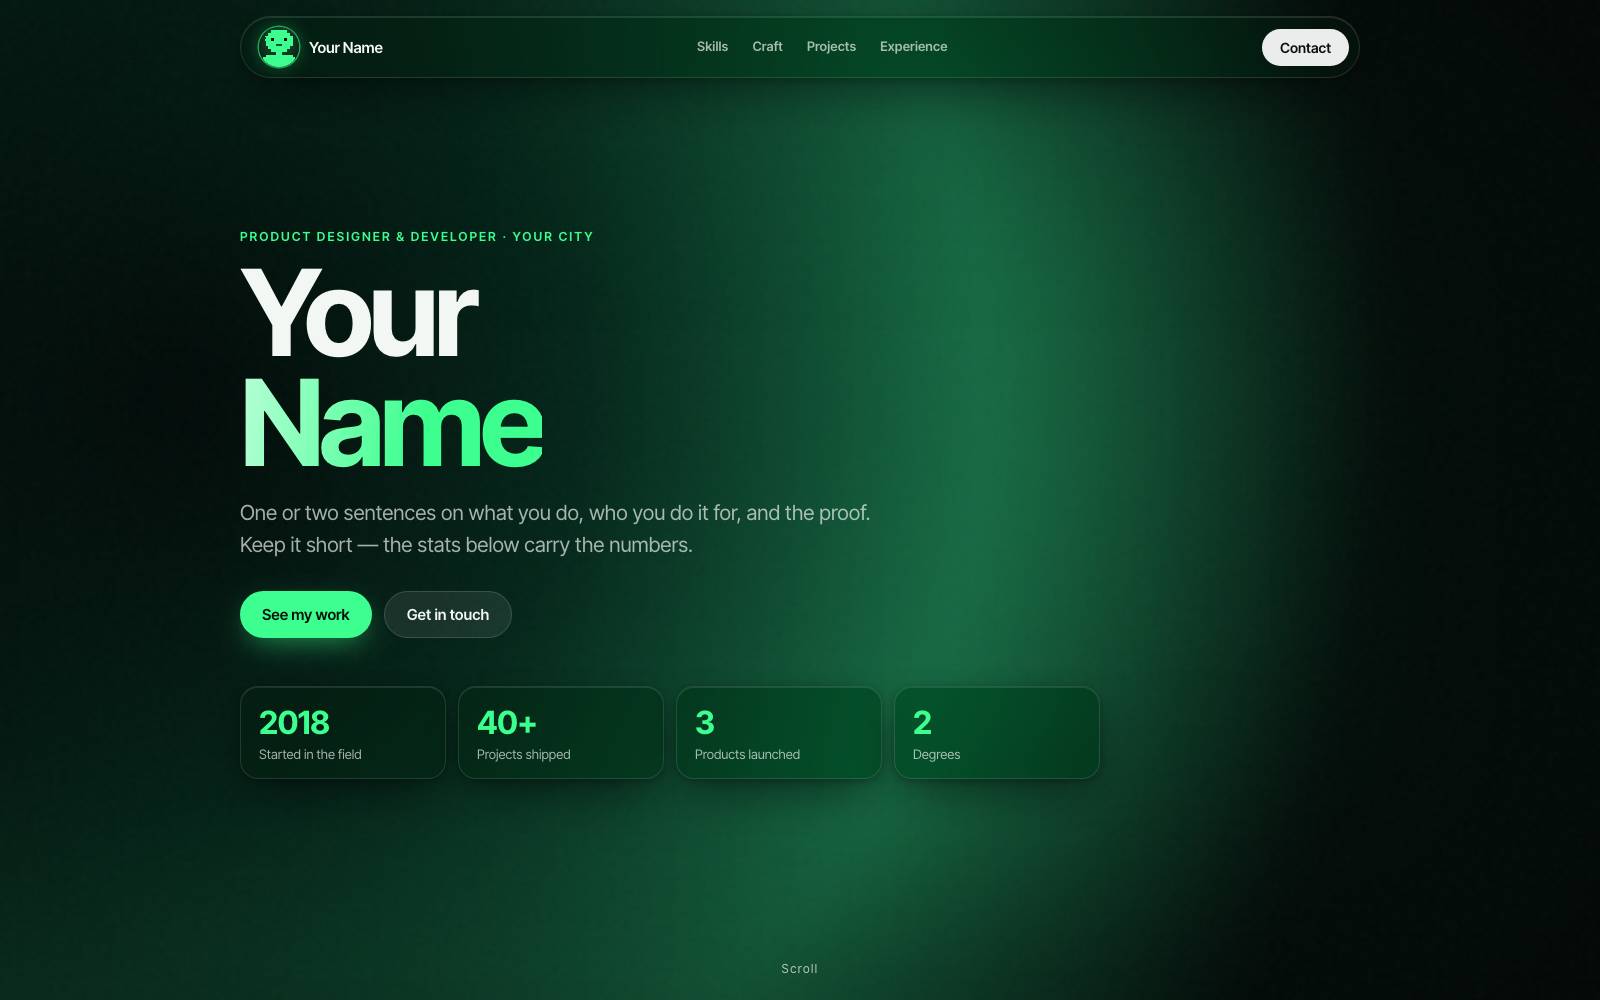 Your Name
Skills
Craft
Projects
Experience
Contact
PRODUCT DESIGNER & DEVELOPER · YOUR CITY
Your
Name
One or two sentences on what you do, who you do it for, and the proof.
Keep it short — the stats below carry the numbers.
See my work
Get in touch
2018
Started in the field
40+
Projects shipped
3
Products launched
2
Degrees
Scroll